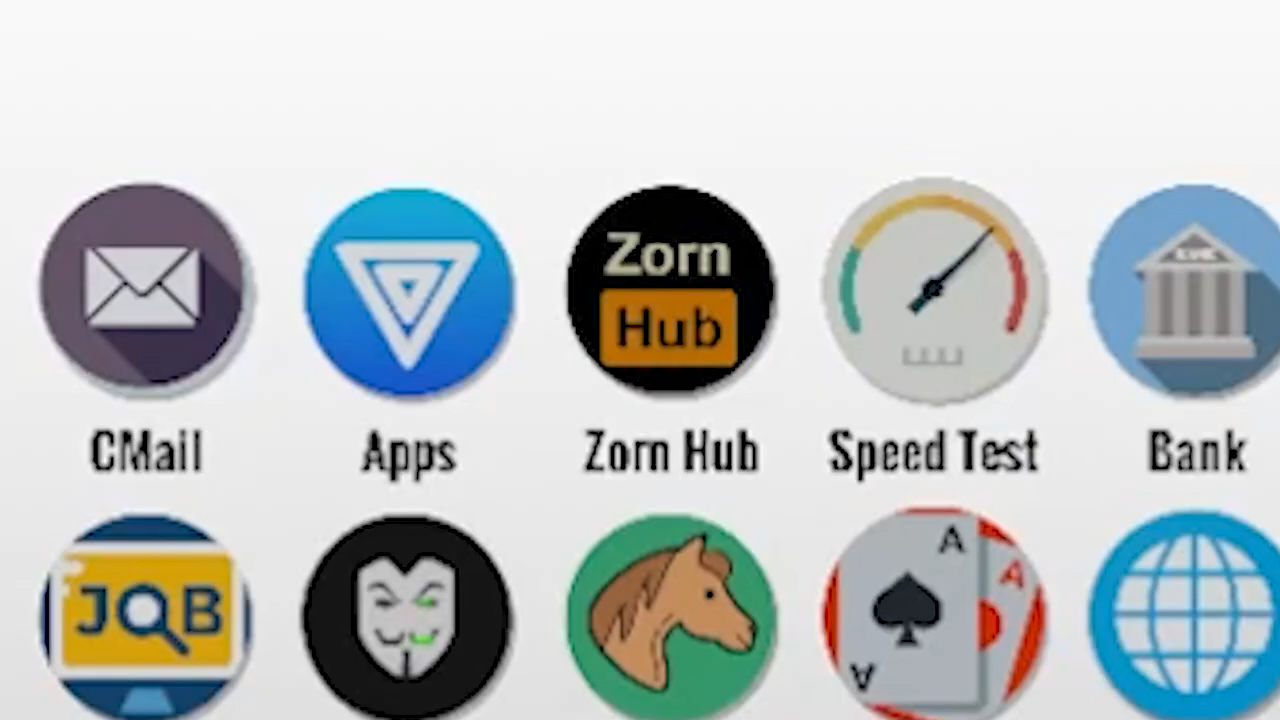 Zorn
Hub
CMail
Apps
Zorn Hub
Speed Test
Bank
JOB
A
A
A